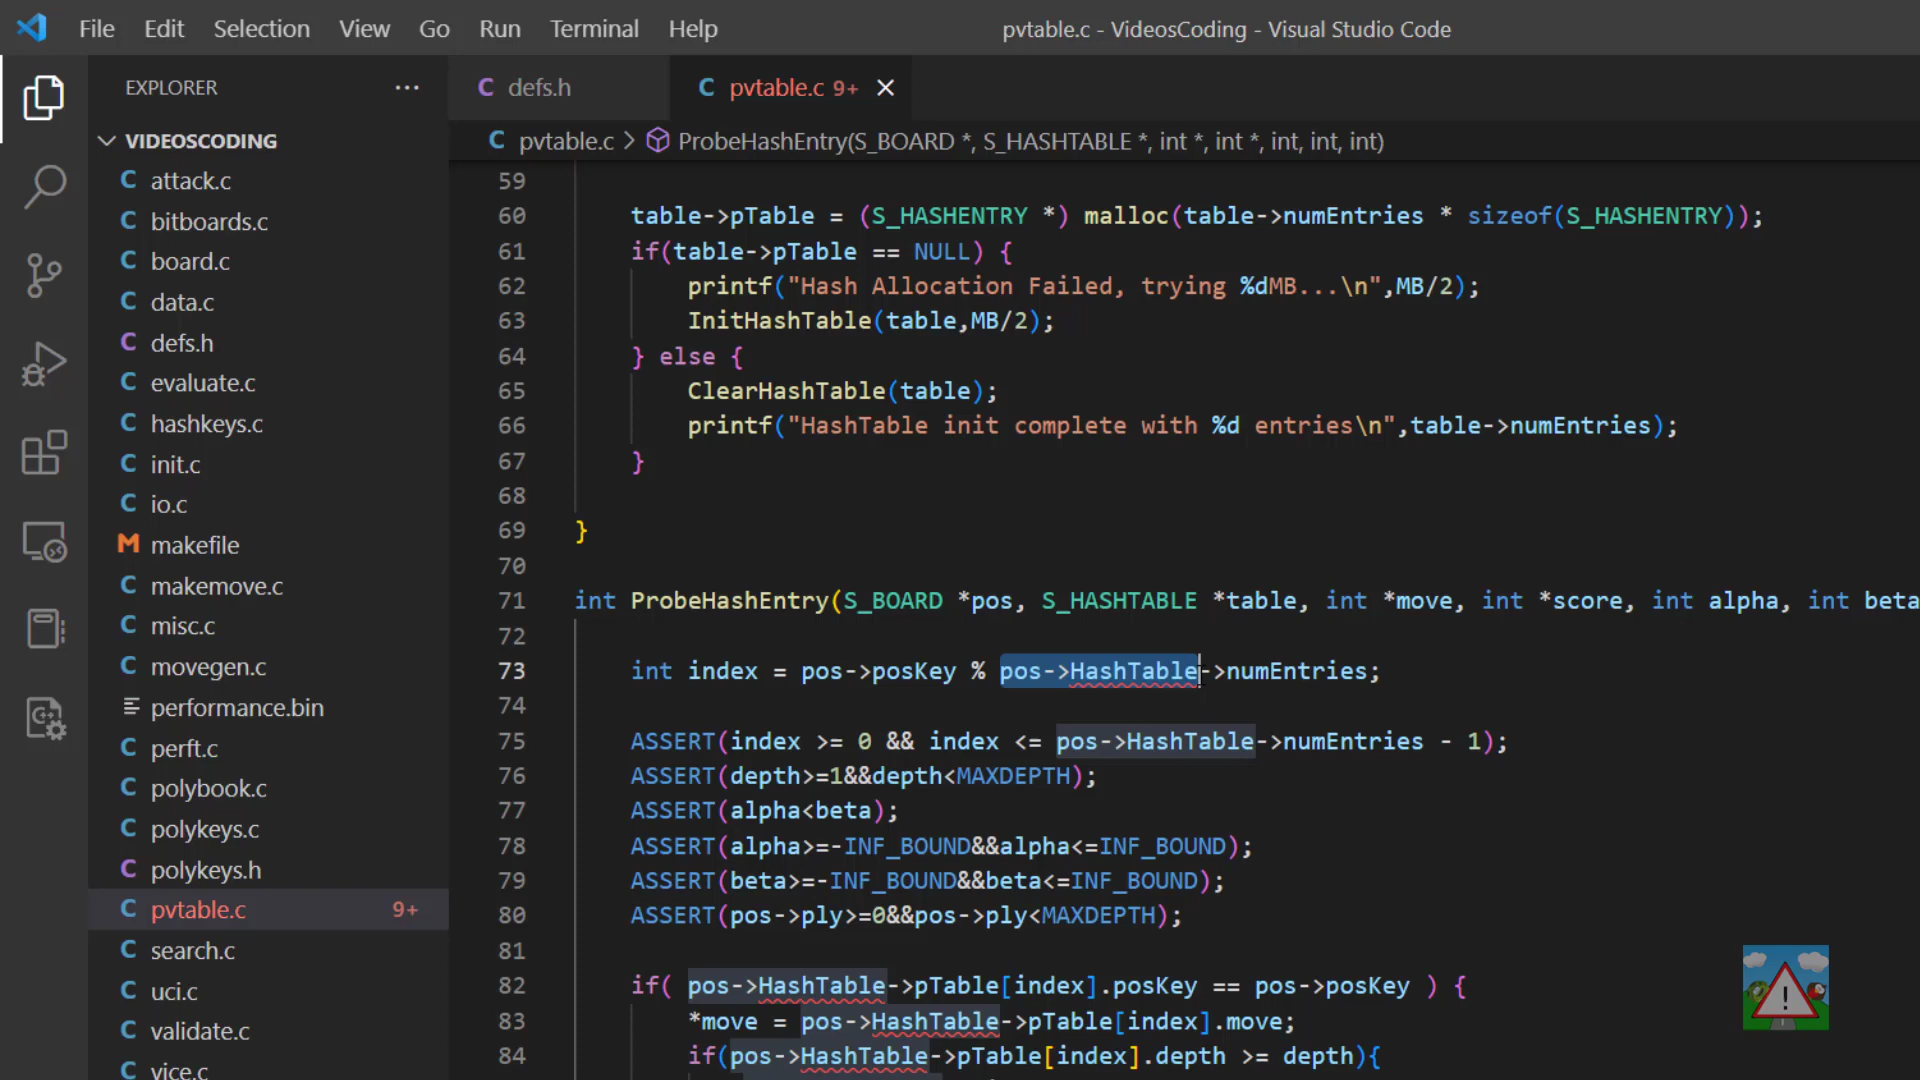 File Edit Selection View Go Run Terminal Help
pvtable.c - VideosCoding - Visual Studio Code
EXPLORER
VIDEOSCODING
attack.c
bitboards.c
board.c
data.c
defs.h
evaluate.c
hashkeys.c
init.c
io.c
makefile
makemove.c
misc.c
movegen.c
performance.bin
perft.c
polybook.c
polykeys.c
polykeys.h
pvtable.c 9+
search.c
uci.c
validate.c
vice.c
defs.h
pvtable.c 9+
pvtable.c > ProbeHashEntry(S_BOARD *, S_HASHTABLE *, int *, int *, int, int, int)
59
60 table->pTable = (S_HASHENTRY *) malloc(table->numEntries * sizeof(S_HASHENTRY));
61 if(table->pTable == NULL) {
62 printf("Hash Allocation Failed, trying %dMB...\n",MB/2);
63 InitHashTable(table,MB/2);
64 } else {
65 ClearHashTable(table);
66 printf("HashTable init complete with %d entries\n",table->numEntries);
67 }
68
69 }
70
71 int ProbeHashEntry(S_BOARD *pos, S_HASHTABLE *table, int *move, int *score, int alpha, int beta
72
73 int index = pos->posKey % pos->HashTable->numEntries;
74
75 ASSERT(index >= 0 && index <= pos->HashTable->numEntries - 1);
76 ASSERT(depth>=1&&depth<MAXDEPTH);
77 ASSERT(alpha<beta);
78 ASSERT(alpha>=-INF_BOUND&&alpha<=INF_BOUND);
79 ASSERT(beta>=-INF_BOUND&&beta<=INF_BOUND);
80 ASSERT(pos->ply>=0&&pos->ply<MAXDEPTH);
81
82 if( pos->HashTable->pTable[index].posKey == pos->posKey ) {
83 *move = pos->HashTable->pTable[index].move;
84 if(pos->HashTable->pTable[index].depth >= depth){